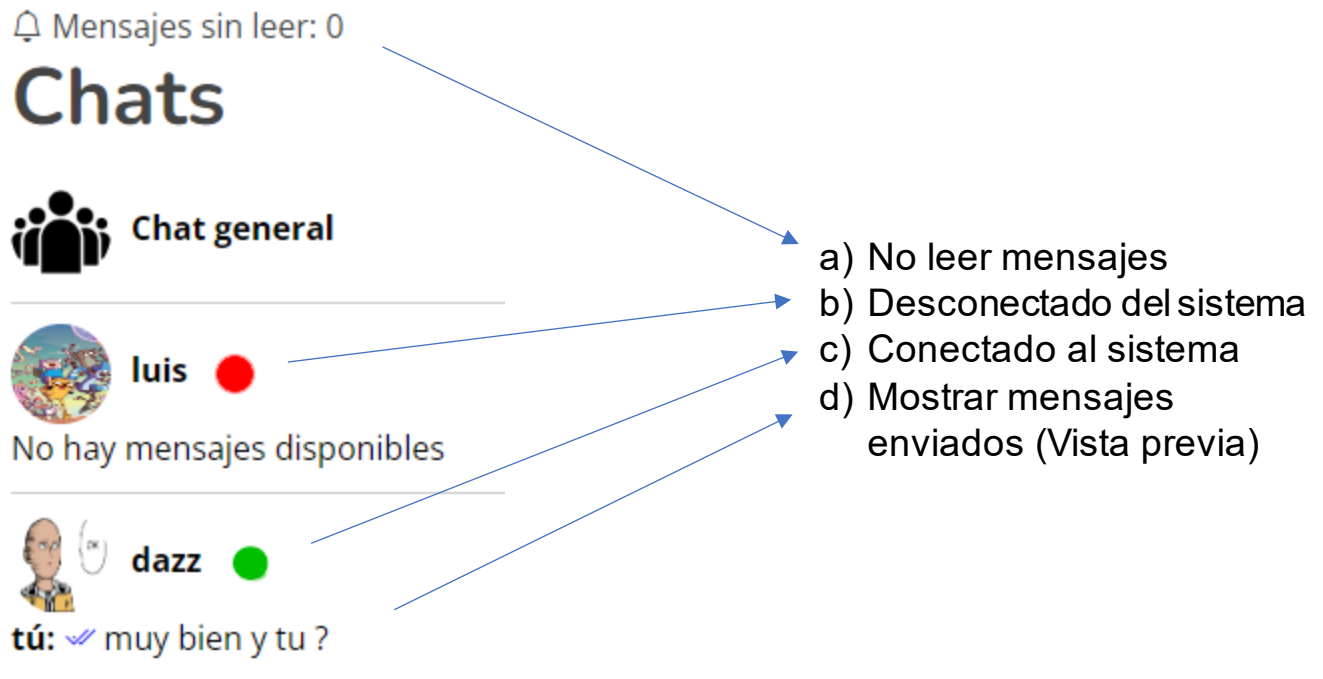 Mensajes sin leer: 0
Chats
Chat general
luis
No hay mensajes disponibles
OK
dazz
tú: muy bien y tu ?
a) No leer mensajes
b) Desconectado del sistema
c) Conectado al sistema
d) Mostrar mensajes
enviados (Vista previa)